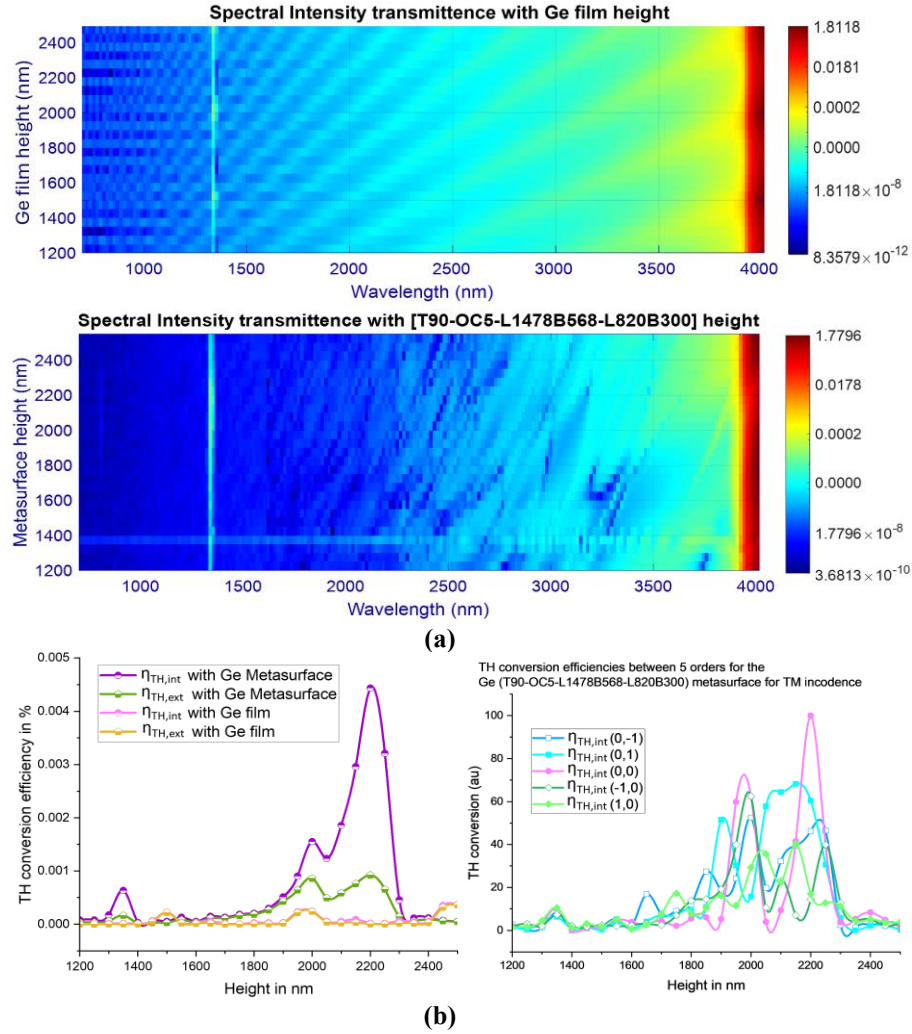 Spectral Intensity transmittence with Ge film height
Ge film height (nm)
2400
2200
2000
1800
1600
1400
1200
1000
1500
2000
2500
3000
3500
4000
Wavelength (nm)
1.8118
0.0181
0.0002
0.0000
1.8118 × 10⁻⁸
8.3579 × 10⁻¹²
Spectral Intensity transmittence with [T90-OC5-L1478B568-L820B300] height
Metasurface height (nm)
2400
2200
2000
1800
1600
1400
1200
1000
1500
2000
2500
3000
3500
4000
Wavelength (nm)
1.7796
0.0178
0.0002
0.0000
1.7796 × 10⁻⁸
3.6813 × 10⁻¹⁰
(a)
TH conversion efficiency in %
0.005
0.004
0.003
0.002
0.001
0.000
η_TH,int with Ge Metasurface
η_TH,ext with Ge Metasurface
η_TH,int with Ge film
η_TH,ext with Ge film
1200
1400
1600
1800
2000
2200
2400
Height in nm
TH conversion efficiencies between 5 orders for the
Ge (T90-OC5-L1478B568-L820B300) metasurface for TM incodence
TH conversion (au)
100
80
60
40
20
0
η_TH,int (0,-1)
η_TH,int (0,1)
η_TH,int (0,0)
η_TH,int (-1,0)
η_TH,int (1,0)
1200
1400
1600
1800
2000
2200
2400
Height in nm
(b)